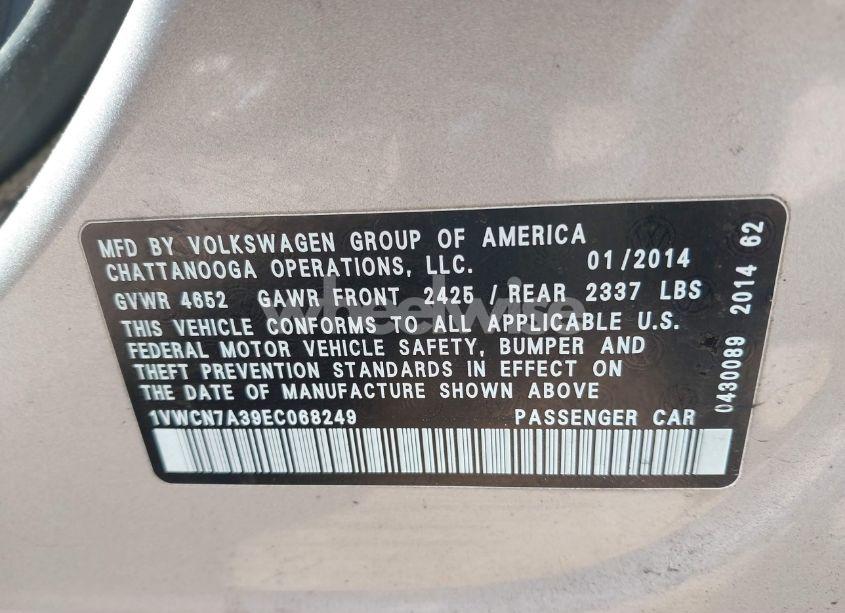 MFD BY VOLKSWAGEN GROUP OF AMERICA
CHATTANOOGA OPERATIONS, LLC. 01/2014
GVWR 4652 GAWR FRONT 2425 / REAR 2337 LBS
THIS VEHICLE CONFORMS TO ALL APPLICABLE U.S.
FEDERAL MOTOR VEHICLE SAFETY, BUMPER AND
THEFT PREVENTION STANDARDS IN EFFECT ON
THE DATE OF MANUFACTURE SHOWN ABOVE
1VWCN7A39EC068249 PASSENGER CAR
0430089 2014 62
wheelwise